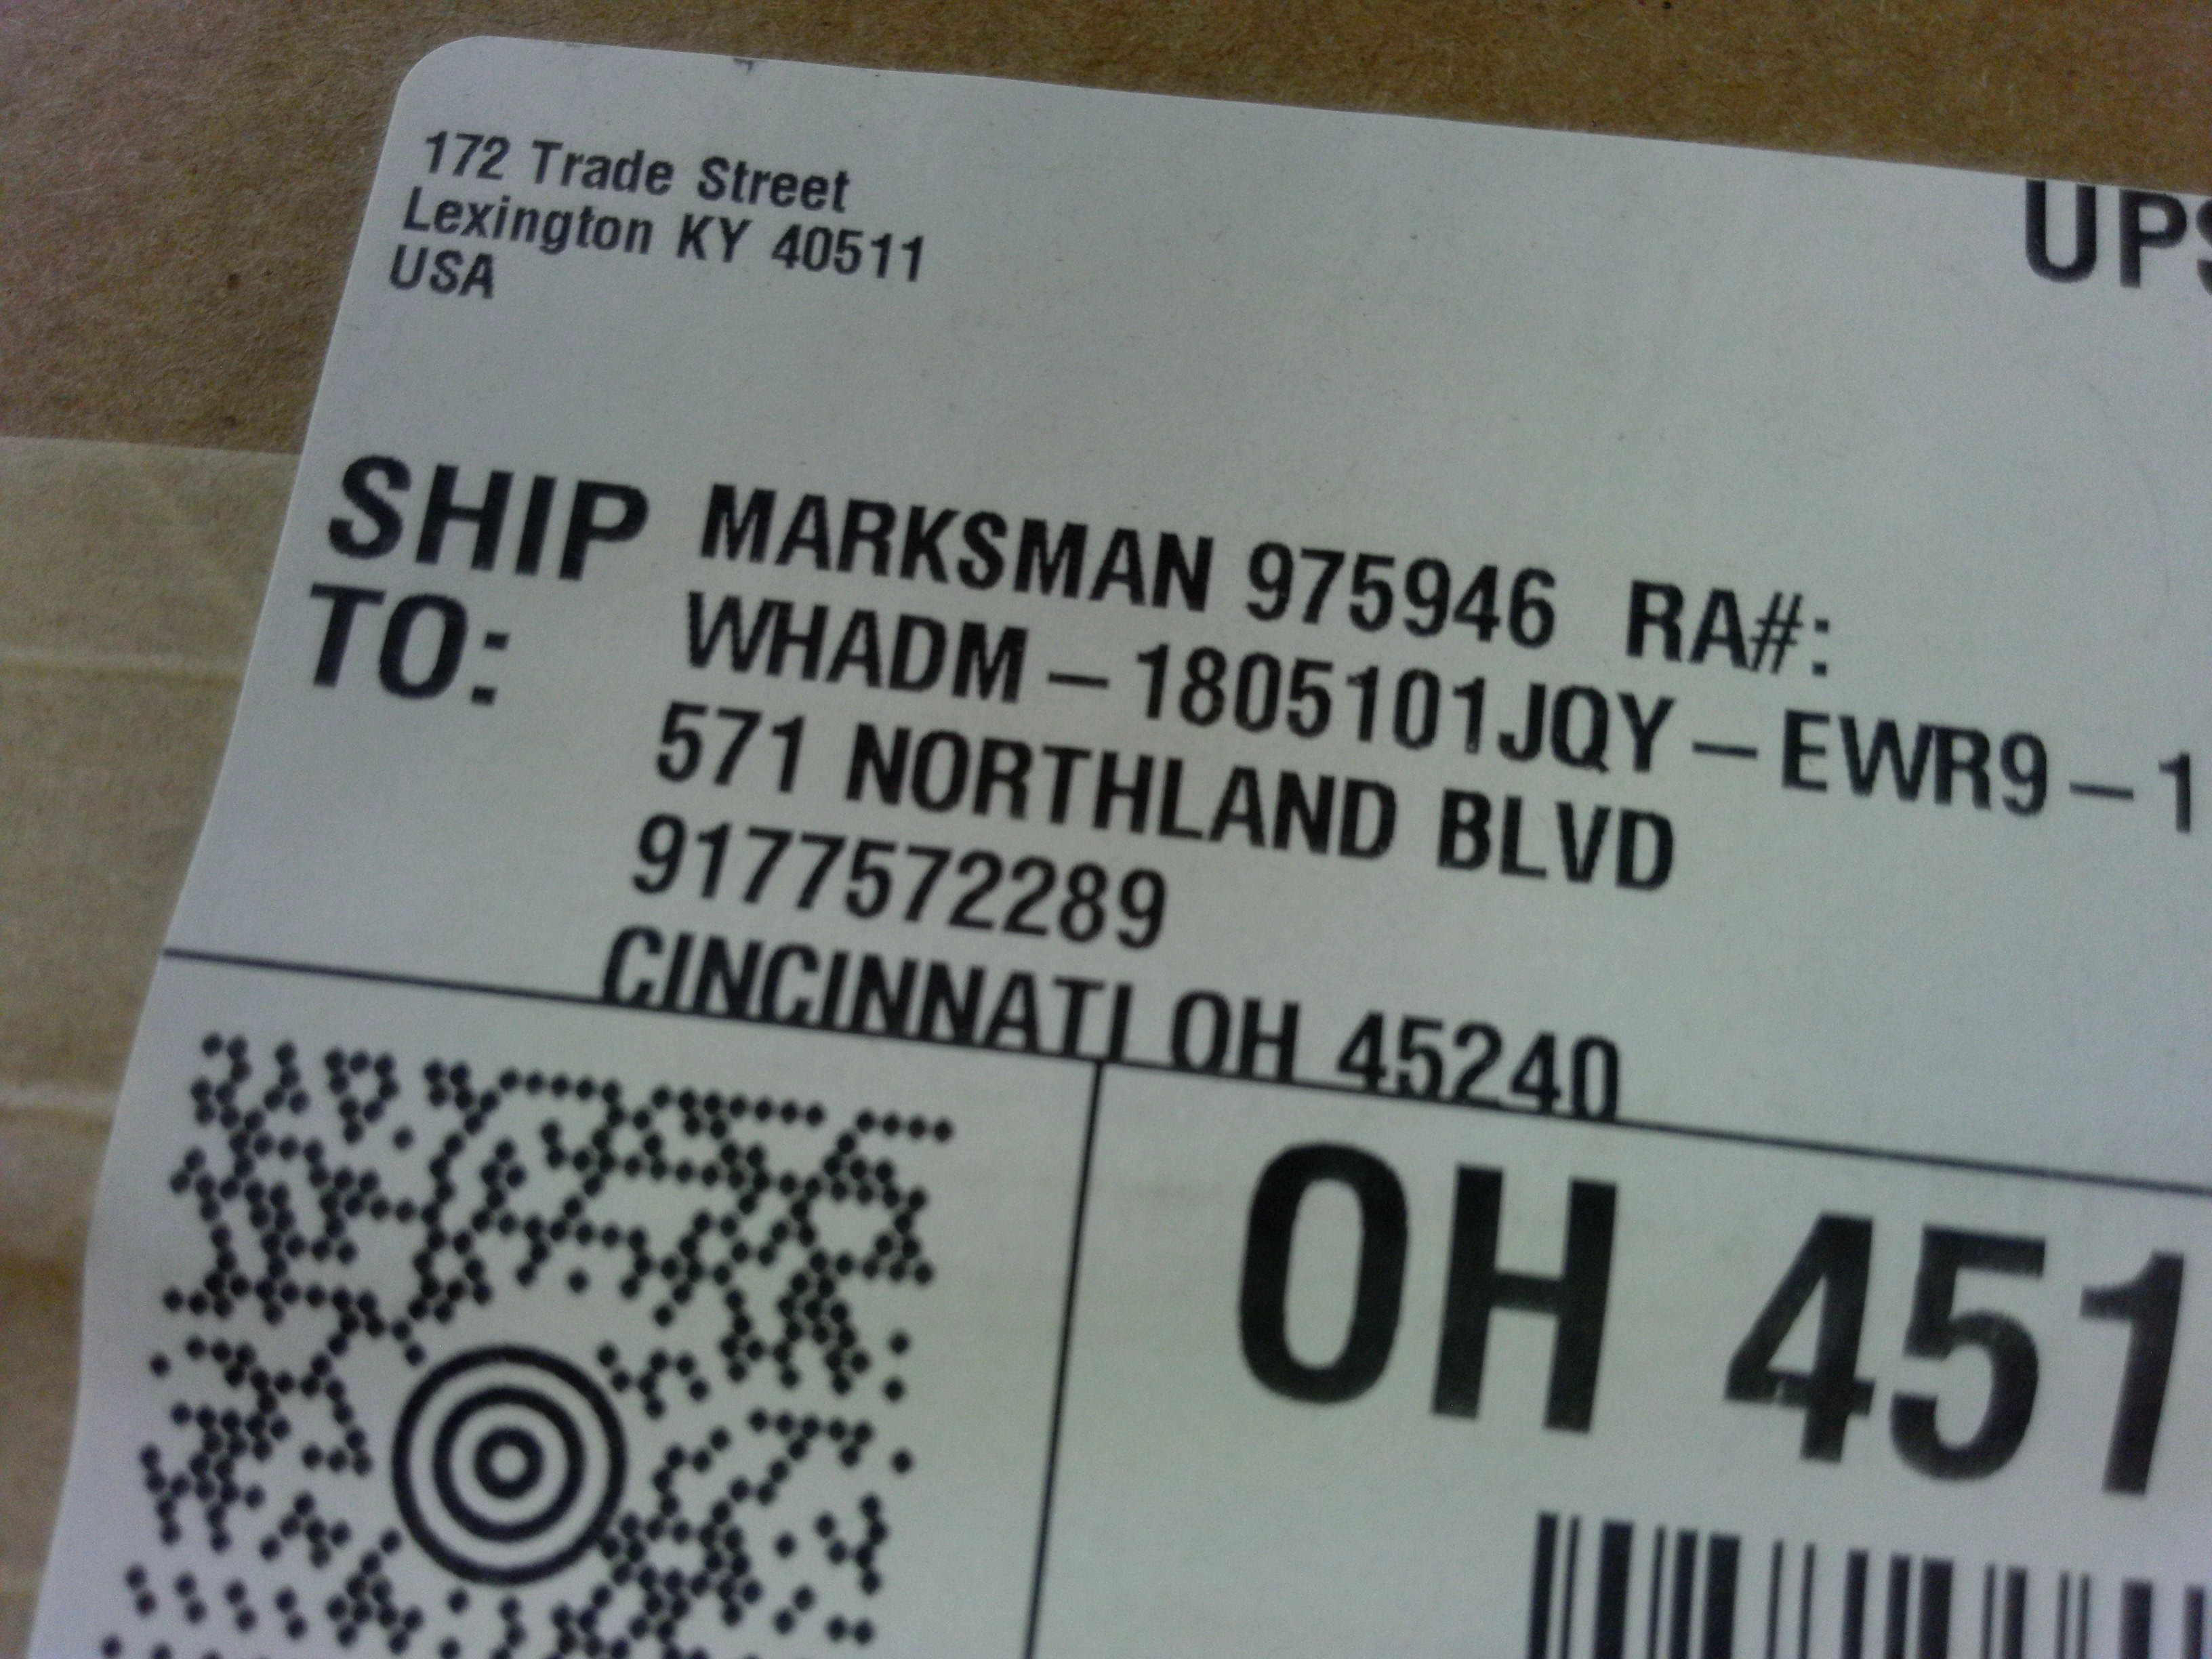 172 Trade Street
Lexington KY 40511
USA
UPS
SHIP TO:
MARKSMAN 975946 RA#:
WHADM-1805101JQY-EWR9-1
571 NORTHLAND BLVD
9177572289
CINCINNATI OH 45240
OH 451